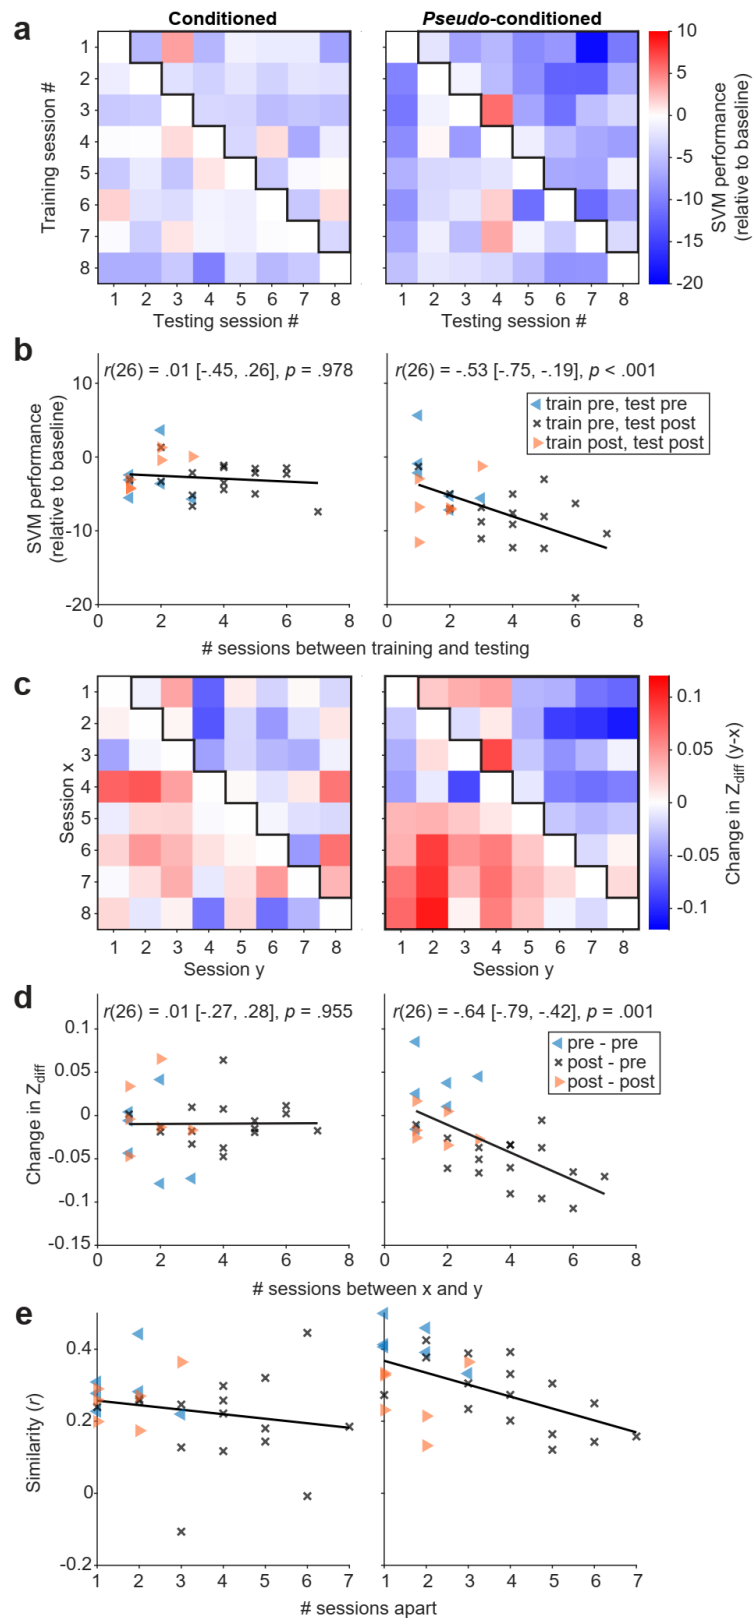 a
Conditioned
Pseudo-conditioned
Training session #
1
2
3
4
5
6
7
8
1 2 3 4 5 6 7 8
Testing session #
1 2 3 4 5 6 7 8
Testing session #
10
5
0
-5
-10
-15
-20
SVM performance
(relative to baseline)
b
r(26) = .01 [-.45, .26], p = .978
r(26) = -.53 [-.75, -.19], p < .001
SVM performance
(relative to baseline)
10
0
-10
-20
train pre, test pre
train pre, test post
train post, test post
0 2 4 6 8
0 2 4 6 8
# sessions between training and testing
c
Session x
1
2
3
4
5
6
7
8
1 2 3 4 5 6 7 8
Session y
1 2 3 4 5 6 7 8
Session y
0.1
0.05
0
-0.05
-0.1
Change in Zdiff (y-x)
d
r(26) = .01 [-.27, .28], p = .955
r(26) = -.64 [-.79, -.42], p = .001
Change in Zdiff
0.1
0.05
0
-0.05
-0.1
-0.15
pre - pre
post - pre
post - post
0 2 4 6 8
0 2 4 6 8
# sessions between x and y
e
Similarity (r)
0.4
0.2
0
-0.2
1 2 3 4 5 6 7
1 2 3 4 5 6 7
# sessions apart